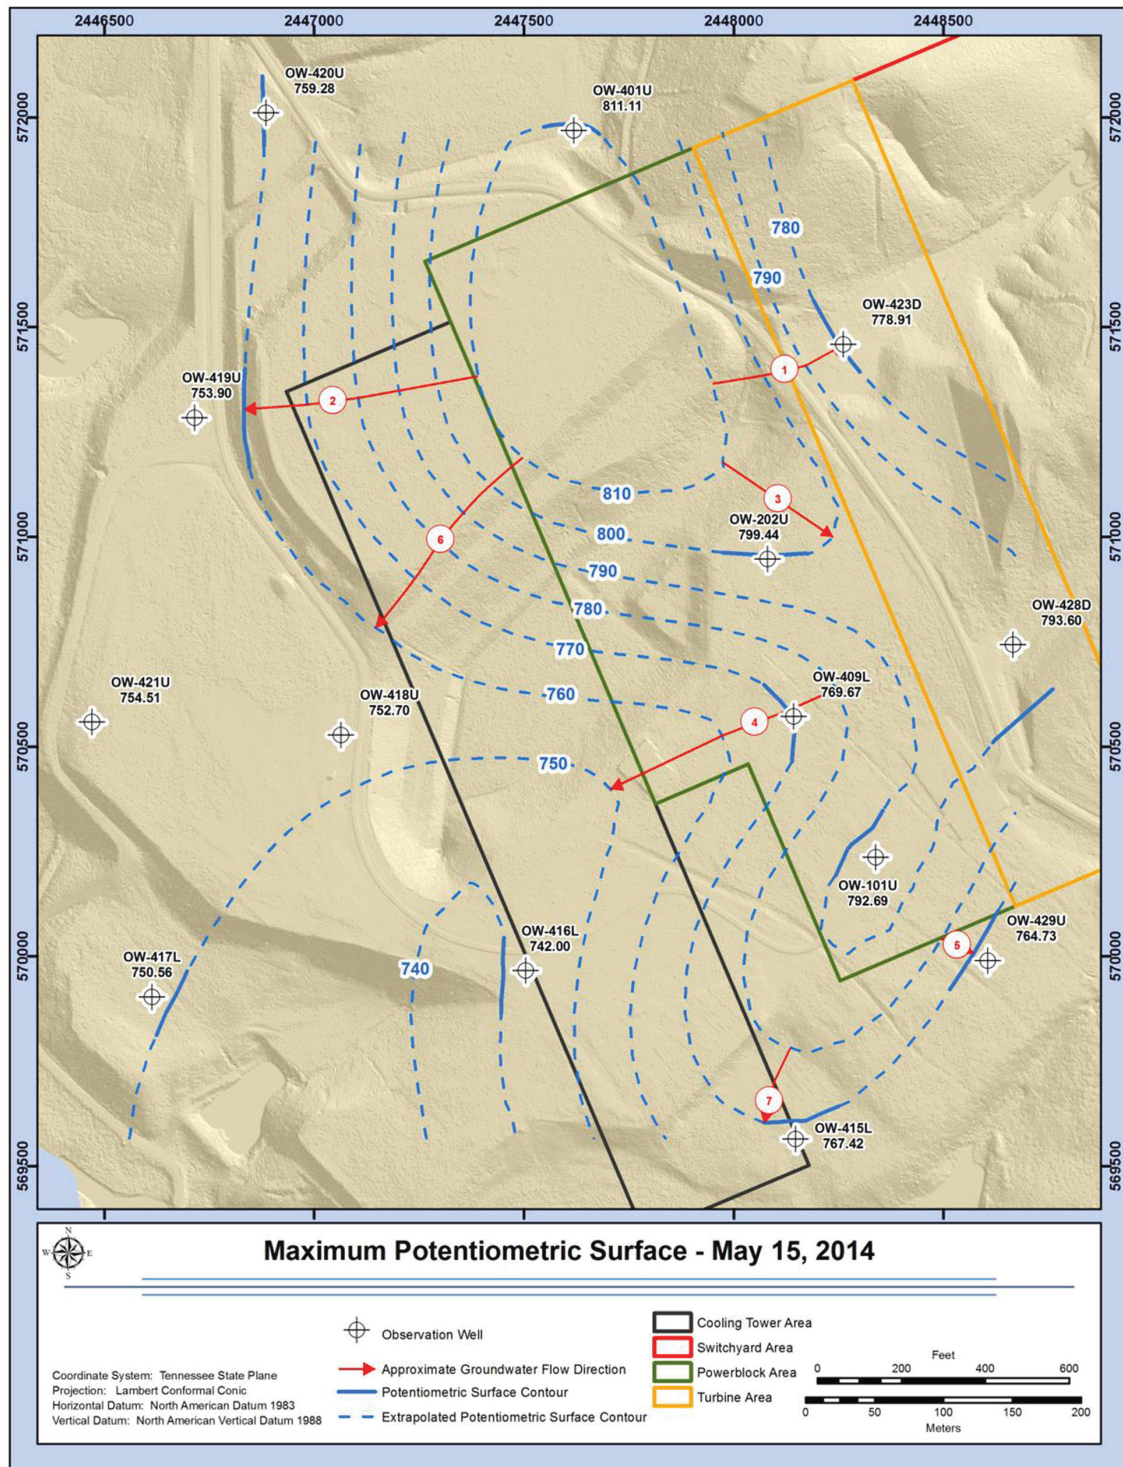 2446500 2447000 2447500 2448000 2448500
572000 572000
OW-420U
759.28
OW-401U
811.11
780
790
OW-423D
778.91
571500 571500
1
OW-419U
753.90
2
810
3
OW-202U
799.44
800
6
571000 571000
790
780
OW-428D
793.60
770
OW-409L
769.67
OW-421U
754.51
OW-418U
752.70
760
4
570500 570500
750
OW-101U
792.69
OW-429U
764.73
OW-416L
742.00
5
OW-417L
750.56
740
570000 570000
7
OW-415L
767.42
569500 569500
N
W E
S
Maximum Potentiometric Surface - May 15, 2014
Coordinate System: Tennessee State Plane
Projection: Lambert Conformal Conic
Horizontal Datum: North American Datum 1983
Vertical Datum: North American Vertical Datum 1988
Observation Well
Approximate Groundwater Flow Direction
Potentiometric Surface Contour
Extrapolated Potentiometric Surface Contour
Cooling Tower Area
Switchyard Area
Powerblock Area
Turbine Area
Feet
0 200 400 600
0 50 100 150 200
Meters